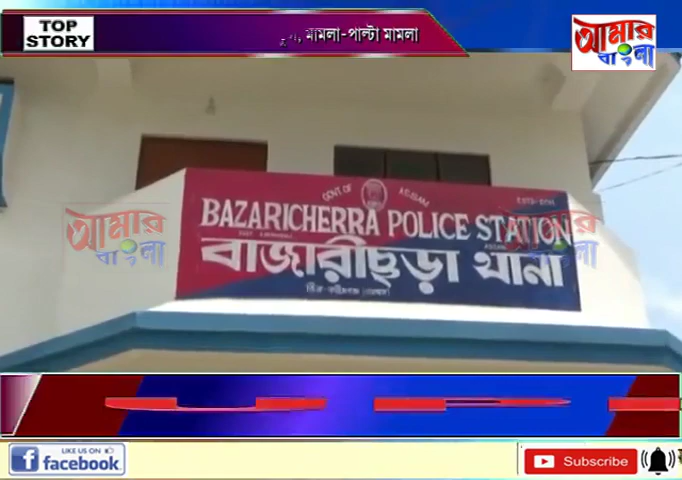 TOP
STORY
মামলা-পাল্টা মামলা
আমার
বাংলা
GOVT. OF ASSAM
BAZARICHERRA POLICE STATION
বাজারীছড়া থানা
আমার
বাংলা
আমার
বাংলা
LIKE US ON
facebook.
Subscribe